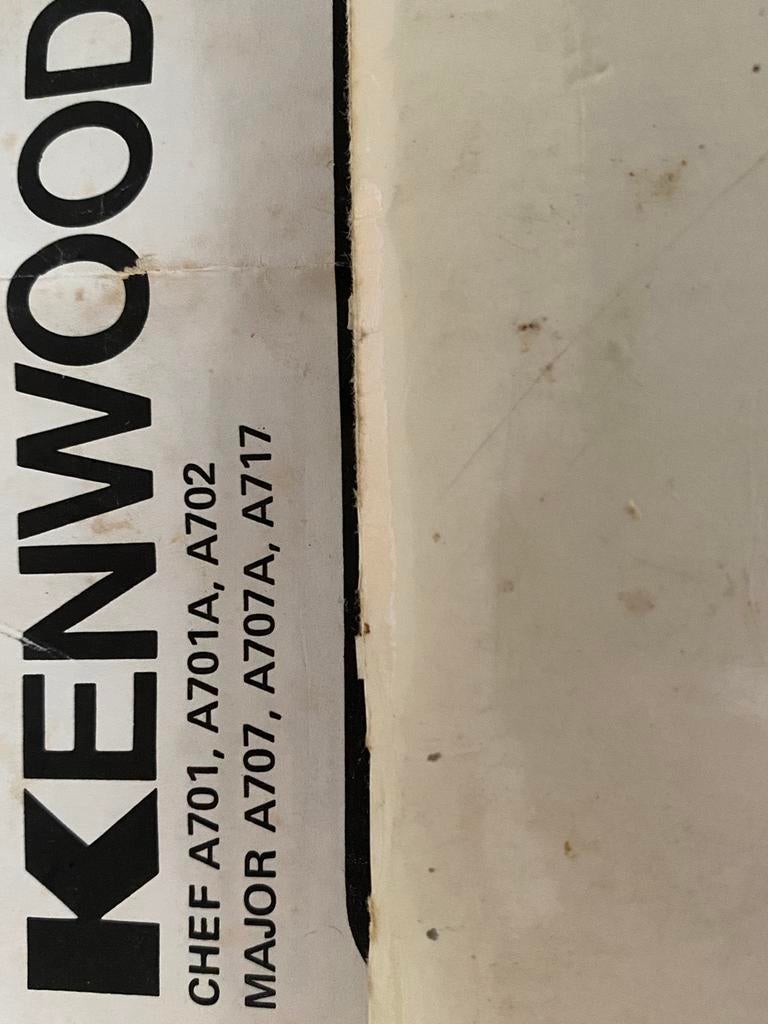 KENWOOD
CHEF A701, A701A, A702
MAJOR A707, A707A, A717